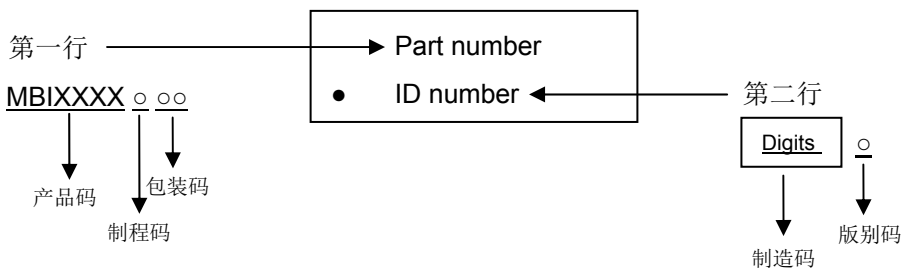 第一行
Part number
MBIXXXX ○ ○○
● ID number
第二行
Digits ○
产品码
包装码
制程码
版别码
制造码